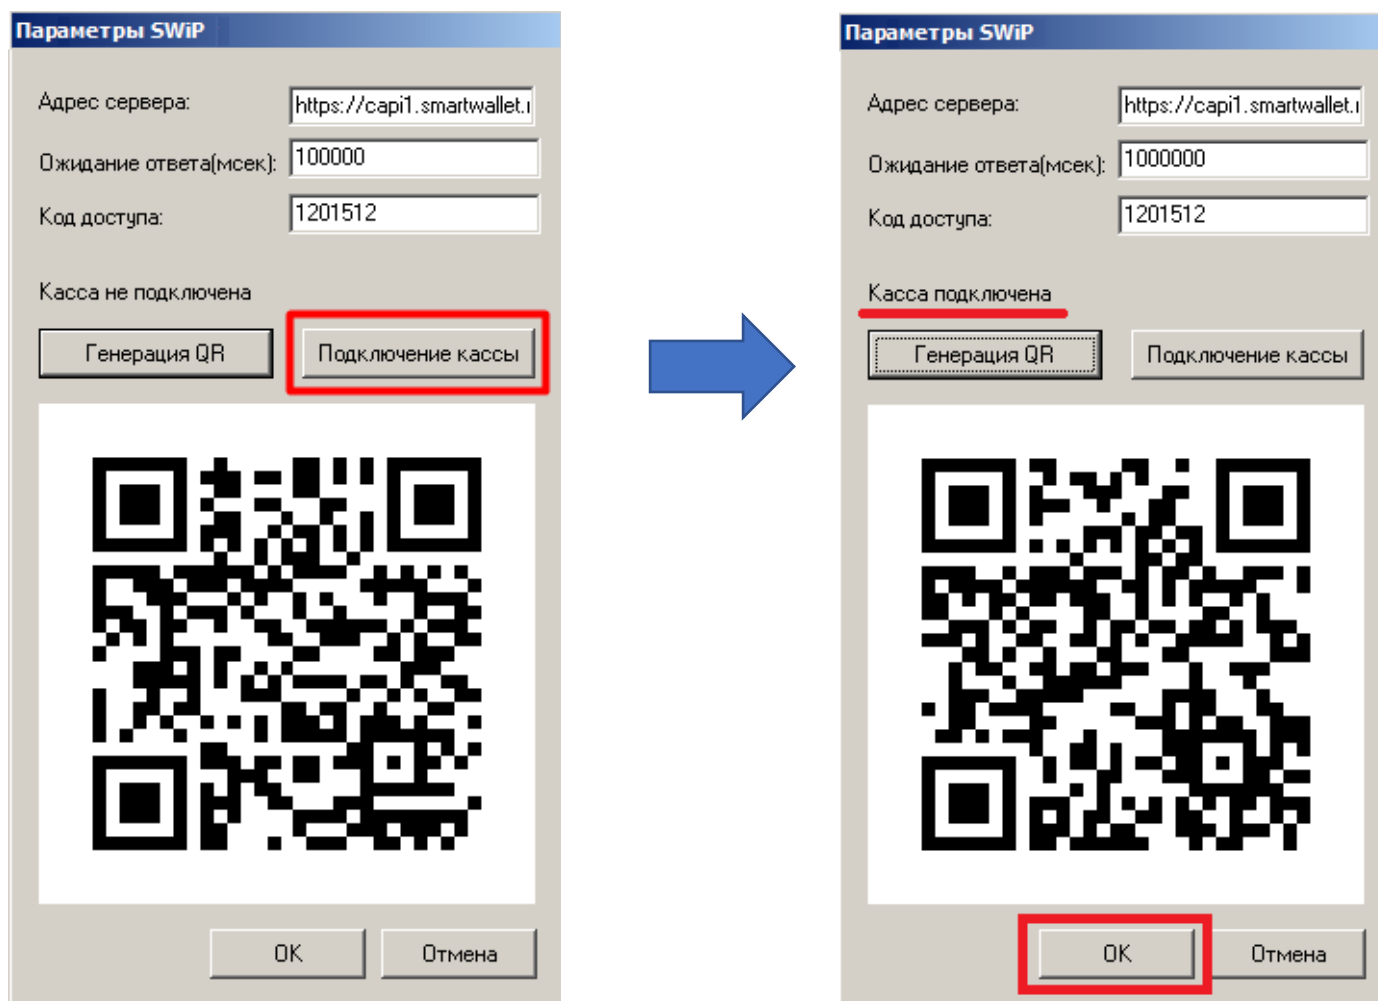 Параметры SWiP
Адрес сервера: https://capi1.smartwallet.
Ожидание ответа(мсек): 100000
Код доступа: 1201512
Касса не подключена
Генерация QR Подключение кассы
OK Отмена
Параметры SWiP
Адрес сервера: https://capi1.smartwallet.
Ожидание ответа(мсек): 1000000
Код доступа: 1201512
Касса подключена
Генерация QR Подключение кассы
OK Отмена